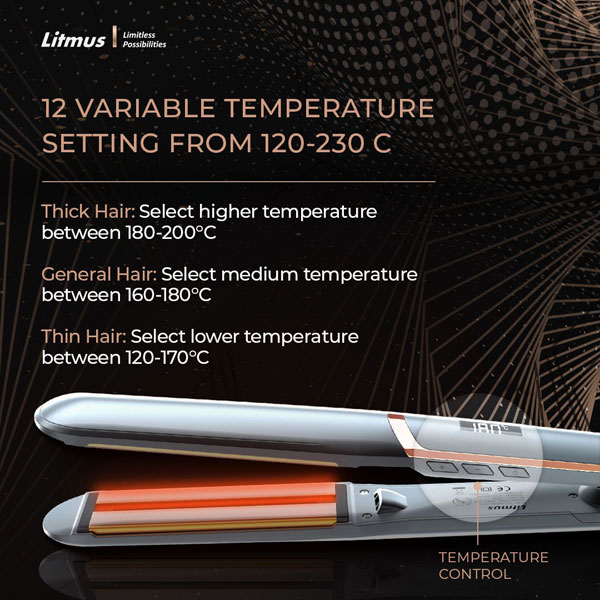 Litmus
Limitless
Possibilities
12 VARIABLE TEMPERATURE
SETTING FROM 120-230 C
Thick Hair: Select higher temperature
between 180-200°C
General Hair: Select medium temperature
between 160-180°C
Thin Hair: Select lower temperature
between 120-170°C
Litmus
TEMPERATURE
CONTROL